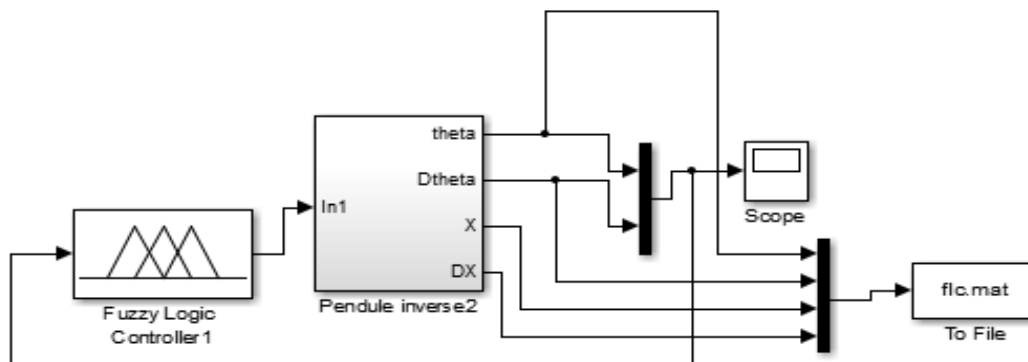 theta
Dtheta
In1
X
DX
Scope
Fuzzy Logic
Controller1
Pendule inverse2
flc.mat
To File